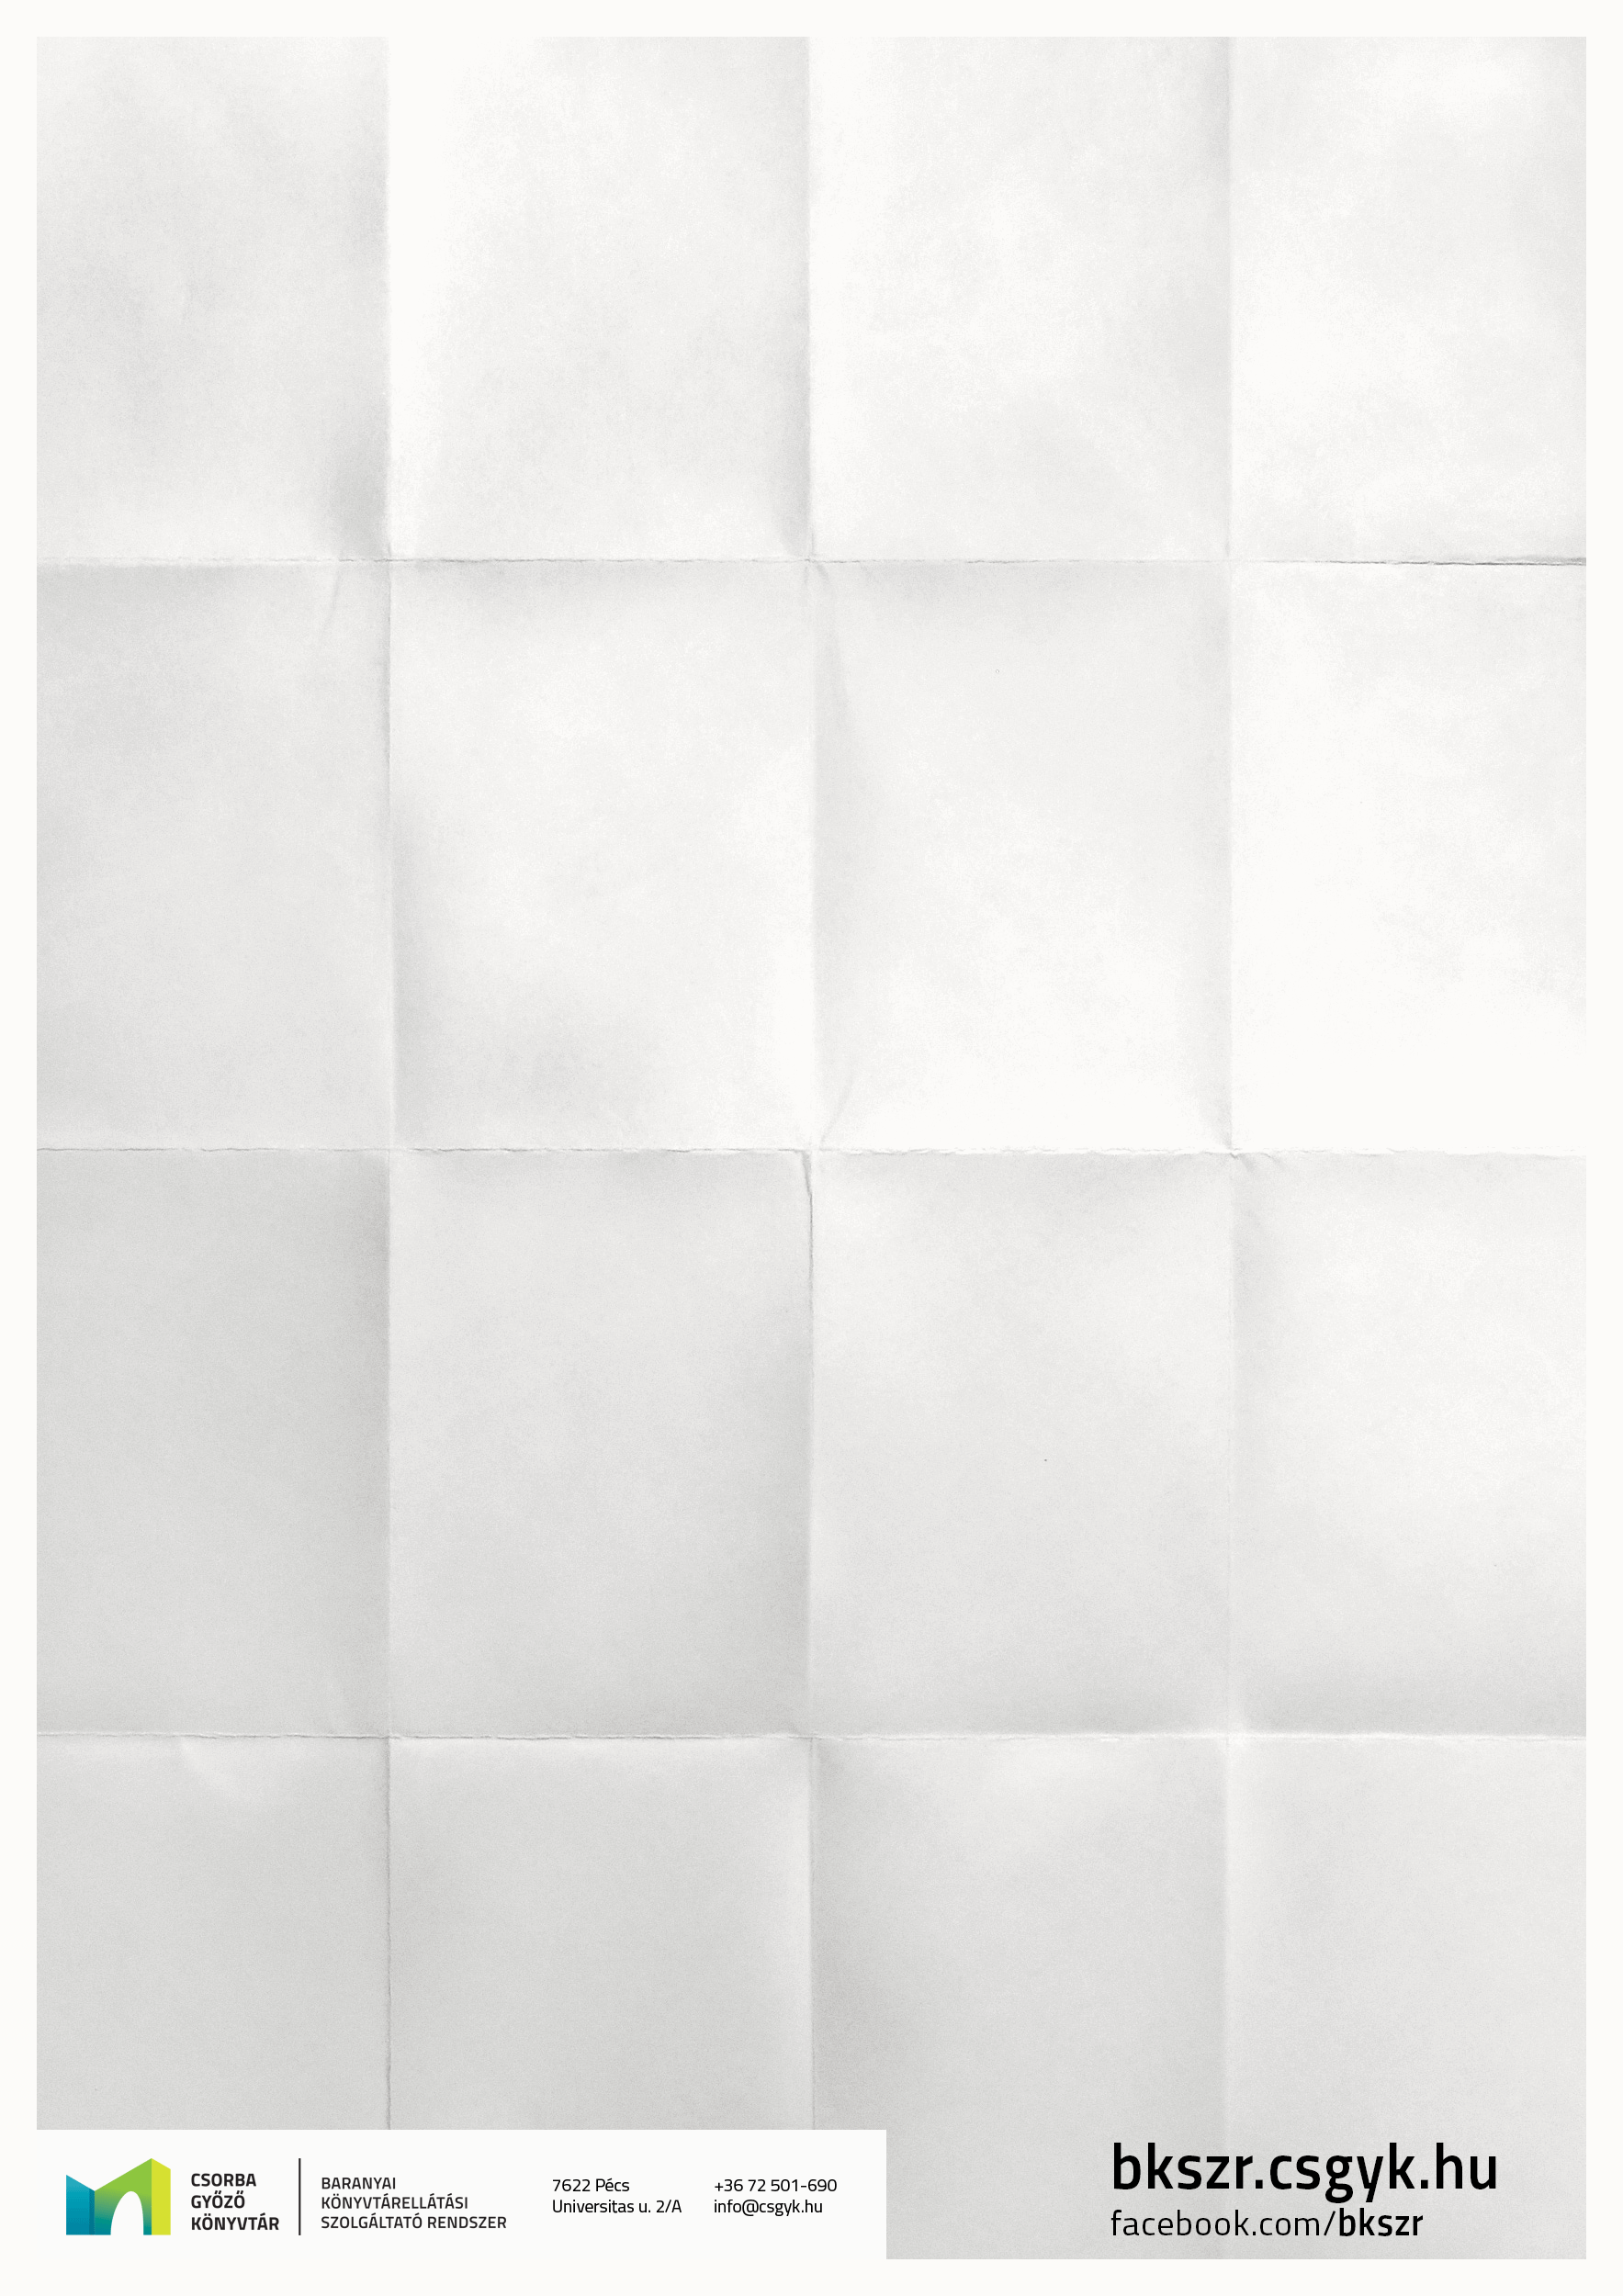 CSORBA
GYŐZŐ
KÖNYVTÁR
BARANYAI
KÖNYVTÁRELLÁTÁSI
SZOLGÁLTATÓ RENDSZER
7622 Pécs
Universitas u. 2/A
+36 72 501-690
info@csgyk.hu
bkszr.csgyk.hu
facebook.com/bkszr